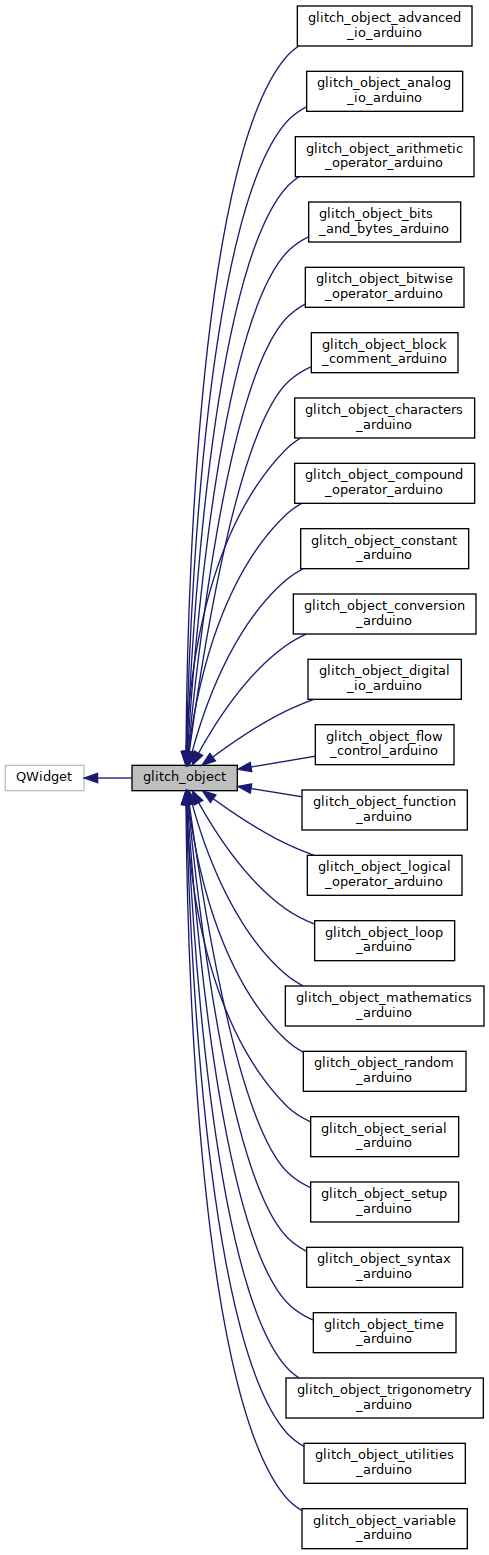 glitch_object_advanced
_io_arduino
glitch_object_analog
_io_arduino
glitch_object_arithmetic
_operator_arduino
glitch_object_bits
_and_bytes_arduino
glitch_object_bitwise
_operator_arduino
glitch_object_block
_comment_arduino
glitch_object_characters
_arduino
glitch_object_compound
_operator_arduino
glitch_object_constant
_arduino
glitch_object_conversion
_arduino
glitch_object_digital
_io_arduino
glitch_object_flow
_control_arduino
QWidget
glitch_object
glitch_object_function
_arduino
glitch_object_logical
_operator_arduino
glitch_object_loop
_arduino
glitch_object_mathematics
_arduino
glitch_object_random
_arduino
glitch_object_serial
_arduino
glitch_object_setup
_arduino
glitch_object_syntax
_arduino
glitch_object_time
_arduino
glitch_object_trigonometry
_arduino
glitch_object_utilities
_arduino
glitch_object_variable
_arduino